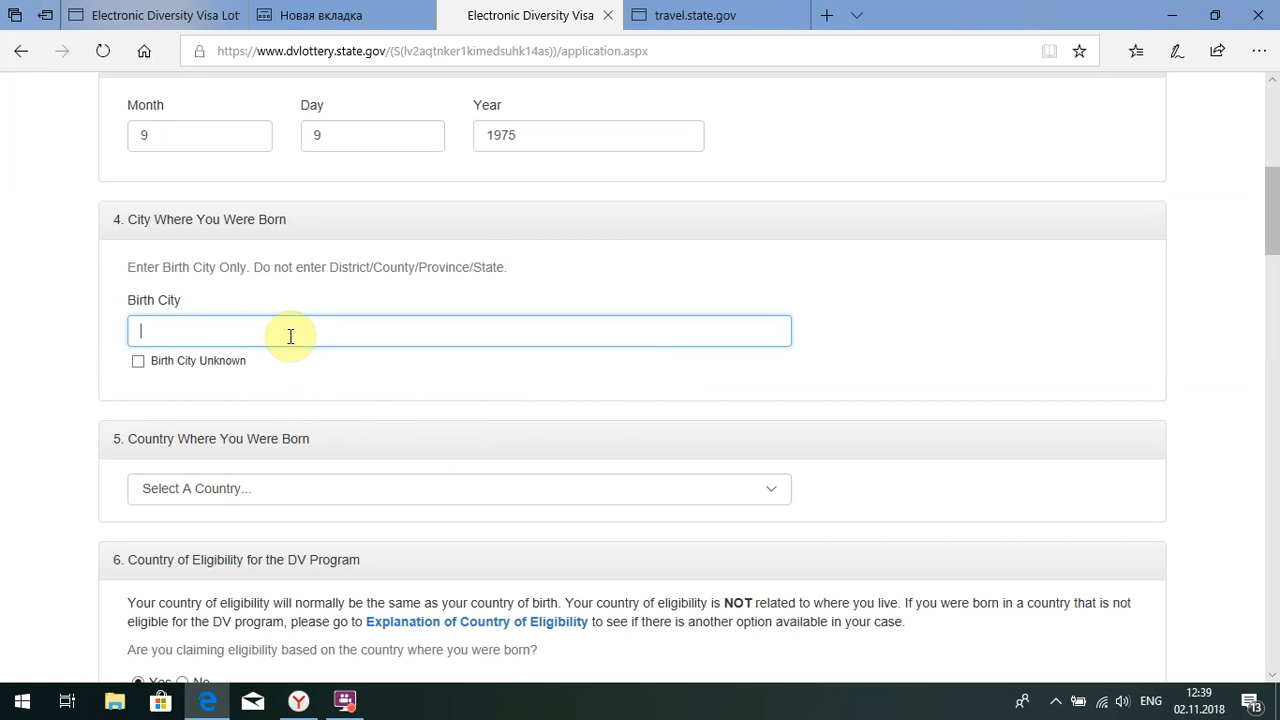 Electronic Diversity Visa Lot
Новая вкладка
Electronic Diversity Visa
travel.state.gov
https://www.dvlottery.state.gov/(S(lv2aqtnker1kimedsuhk14as))/application.aspx
Month
Day
Year
9
9
1975
4. City Where You Were Born
Enter Birth City Only. Do not enter District/County/Province/State.
Birth City
Birth City Unknown
5. Country Where You Were Born
Select A Country...
6. Country of Eligibility for the DV Program
Your country of eligibility will normally be the same as your country of birth. Your country of eligibility is NOT related to where you live. If you were born in a country that is not
eligible for the DV program, please go to Explanation of Country of Eligibility to see if there is another option available in your case.
Are you claiming eligibility based on the country where you were born?
Yes No
ENG
12:39
02.11.2018
13